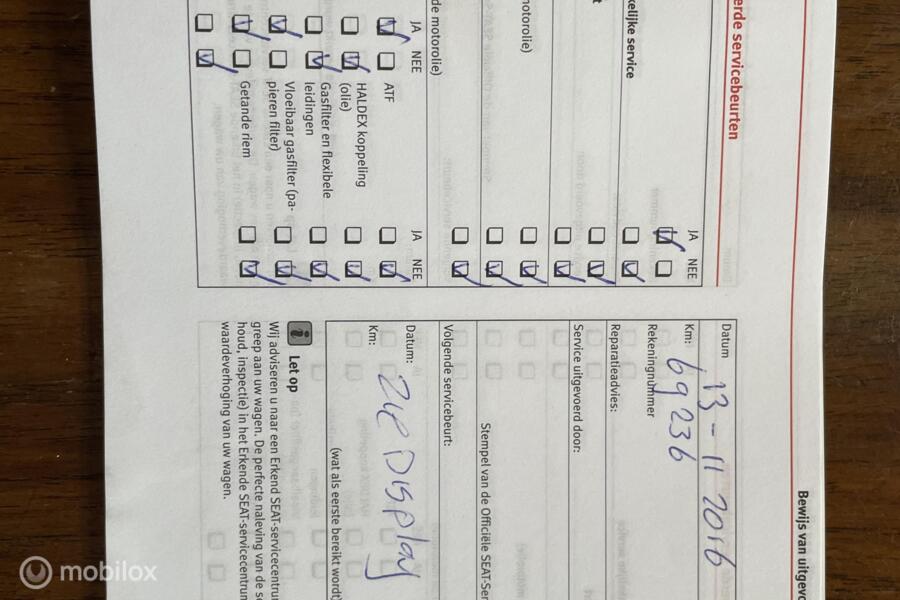 Bewijs van uitgevo
erde servicebeurten
kelijke service
t
notorolie)
de motorolie)
JA NEE
JA NEE
ATF
HALDEX koppeling
(olie)
Gasfilter en flexibele
leidingen
Vloeibaar gasfilter (pa-
pieren filter)
Getande riem
JA NEE
Datum 13-11 2016
Km: 69236
Rekeningnummer
Reparatieadvies:
Service uitgevoerd door:
Stempel van de Officiële SEAT-Ser
Volgende servicebeurt:
Datum: ZIE DISPLAY
Km:
(wat als eerste bereikt wordt)
i Let op
Wij adviseren u naar een Erkend SEAT-servicecentru
greep aan uw wagen. De perfecte naleving van de se
houd, inspectie) in het Erkende SEAT-servicecentrum
waardeverhoging van uw wagen.
mobilox